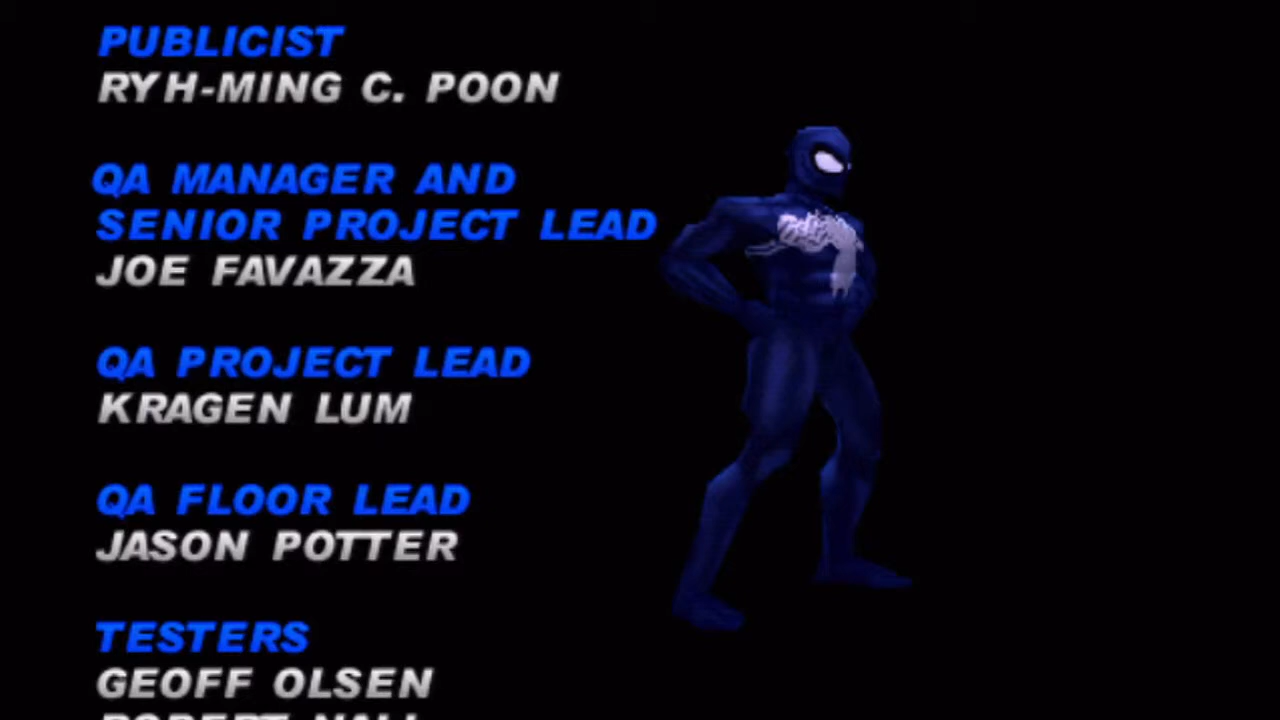 PUBLICIST
RYH-MING C. POON
QA MANAGER AND
SENIOR PROJECT LEAD
JOE FAVAZZA
QA PROJECT LEAD
KRAGEN LUM
QA FLOOR LEAD
JASON POTTER
TESTERS
GEOFF OLSEN
ROBERT